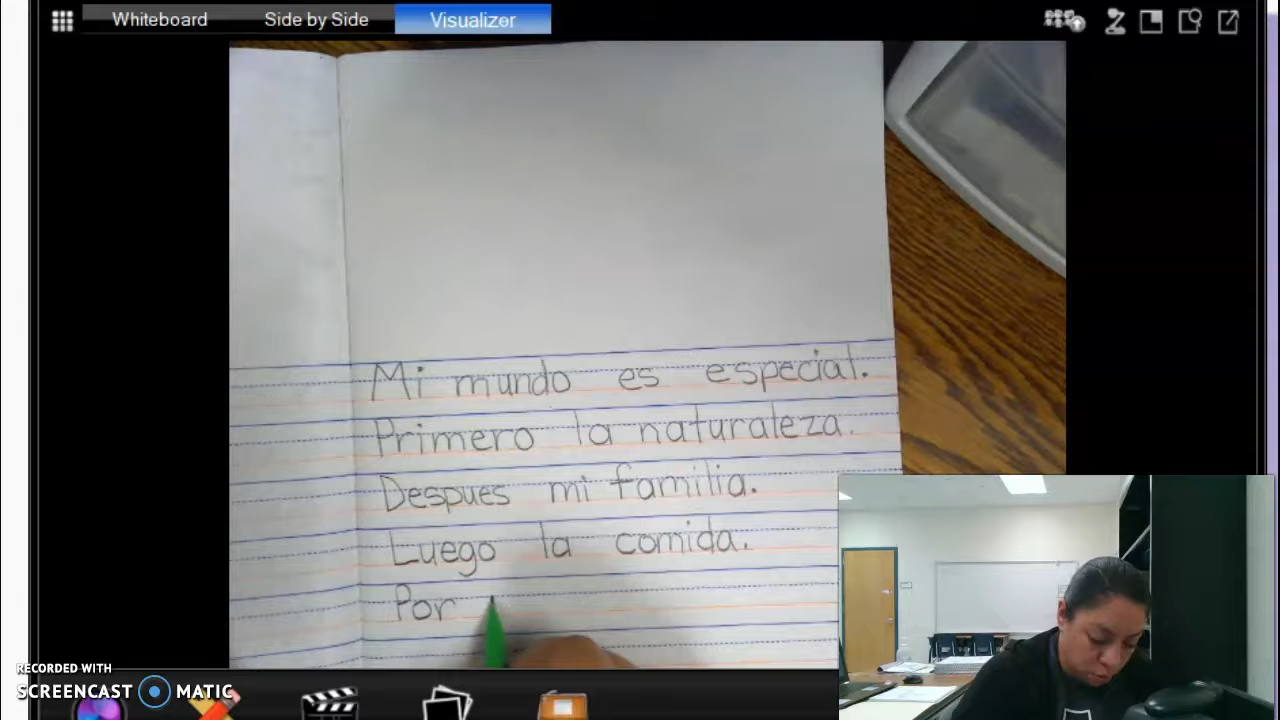 Whiteboard Side by Side Visualizer
Mi mundo es especial.
Primero la naturaleza.
Despues mi familia.
Luego la comida.
Por
RECORDED WITH
SCREENCAST MATIC